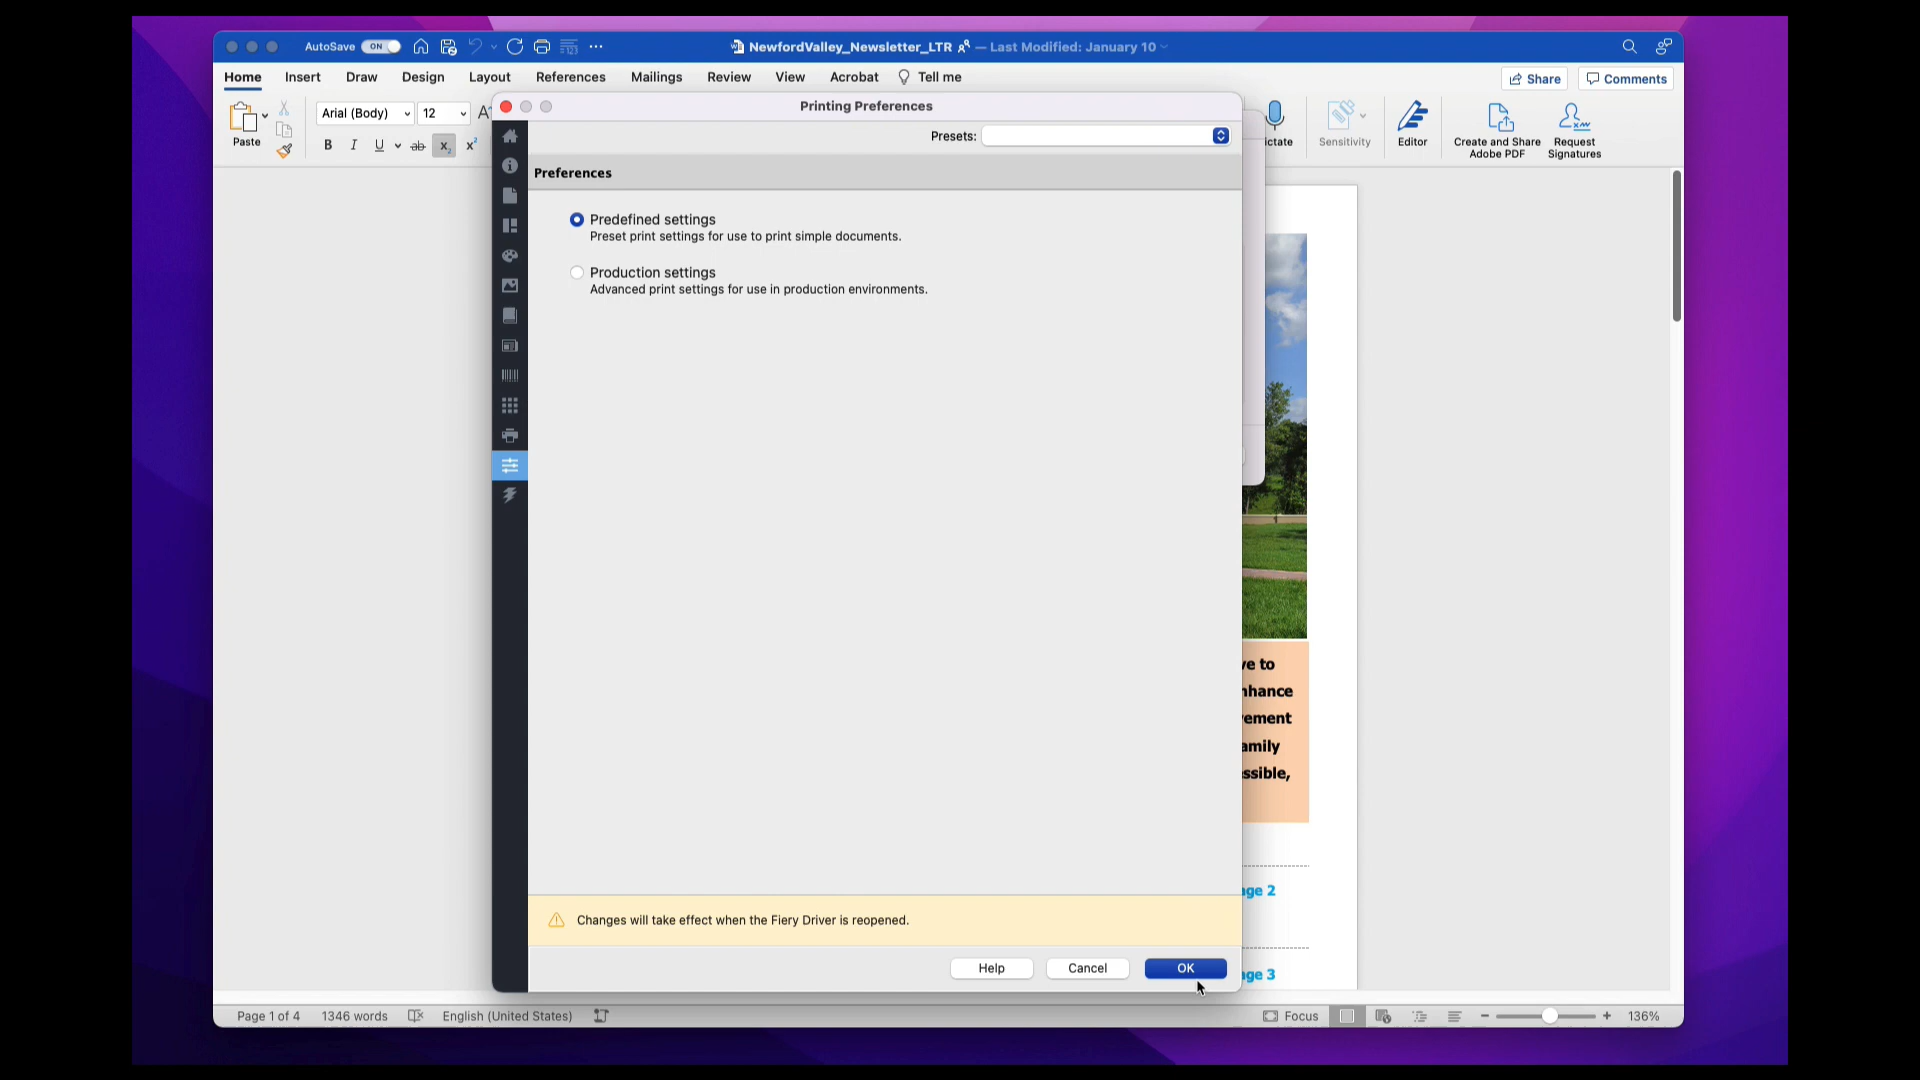 AutoSave ON NewfordValley_Newsletter_LTR — Last Modified: January 10
Home Insert Draw Design Layout References Mailings Review View Acrobat Tell me Share Comments
Printing Preferences
Arial (Body) 12
Paste
B I U ab X₂ X²
ictate Sensitivity Editor Create and Share Adobe PDF Request Signatures
Presets:
Preferences
Predefined settings
Preset print settings for use to print simple documents.
Production settings
Advanced print settings for use in production environments.
ve to
nhance
ement
amily
ssible,
ge 2
Changes will take effect when the Fiery Driver is reopened.
Help Cancel OK
ge 3
Page 1 of 4 1346 words English (United States) Focus 136%